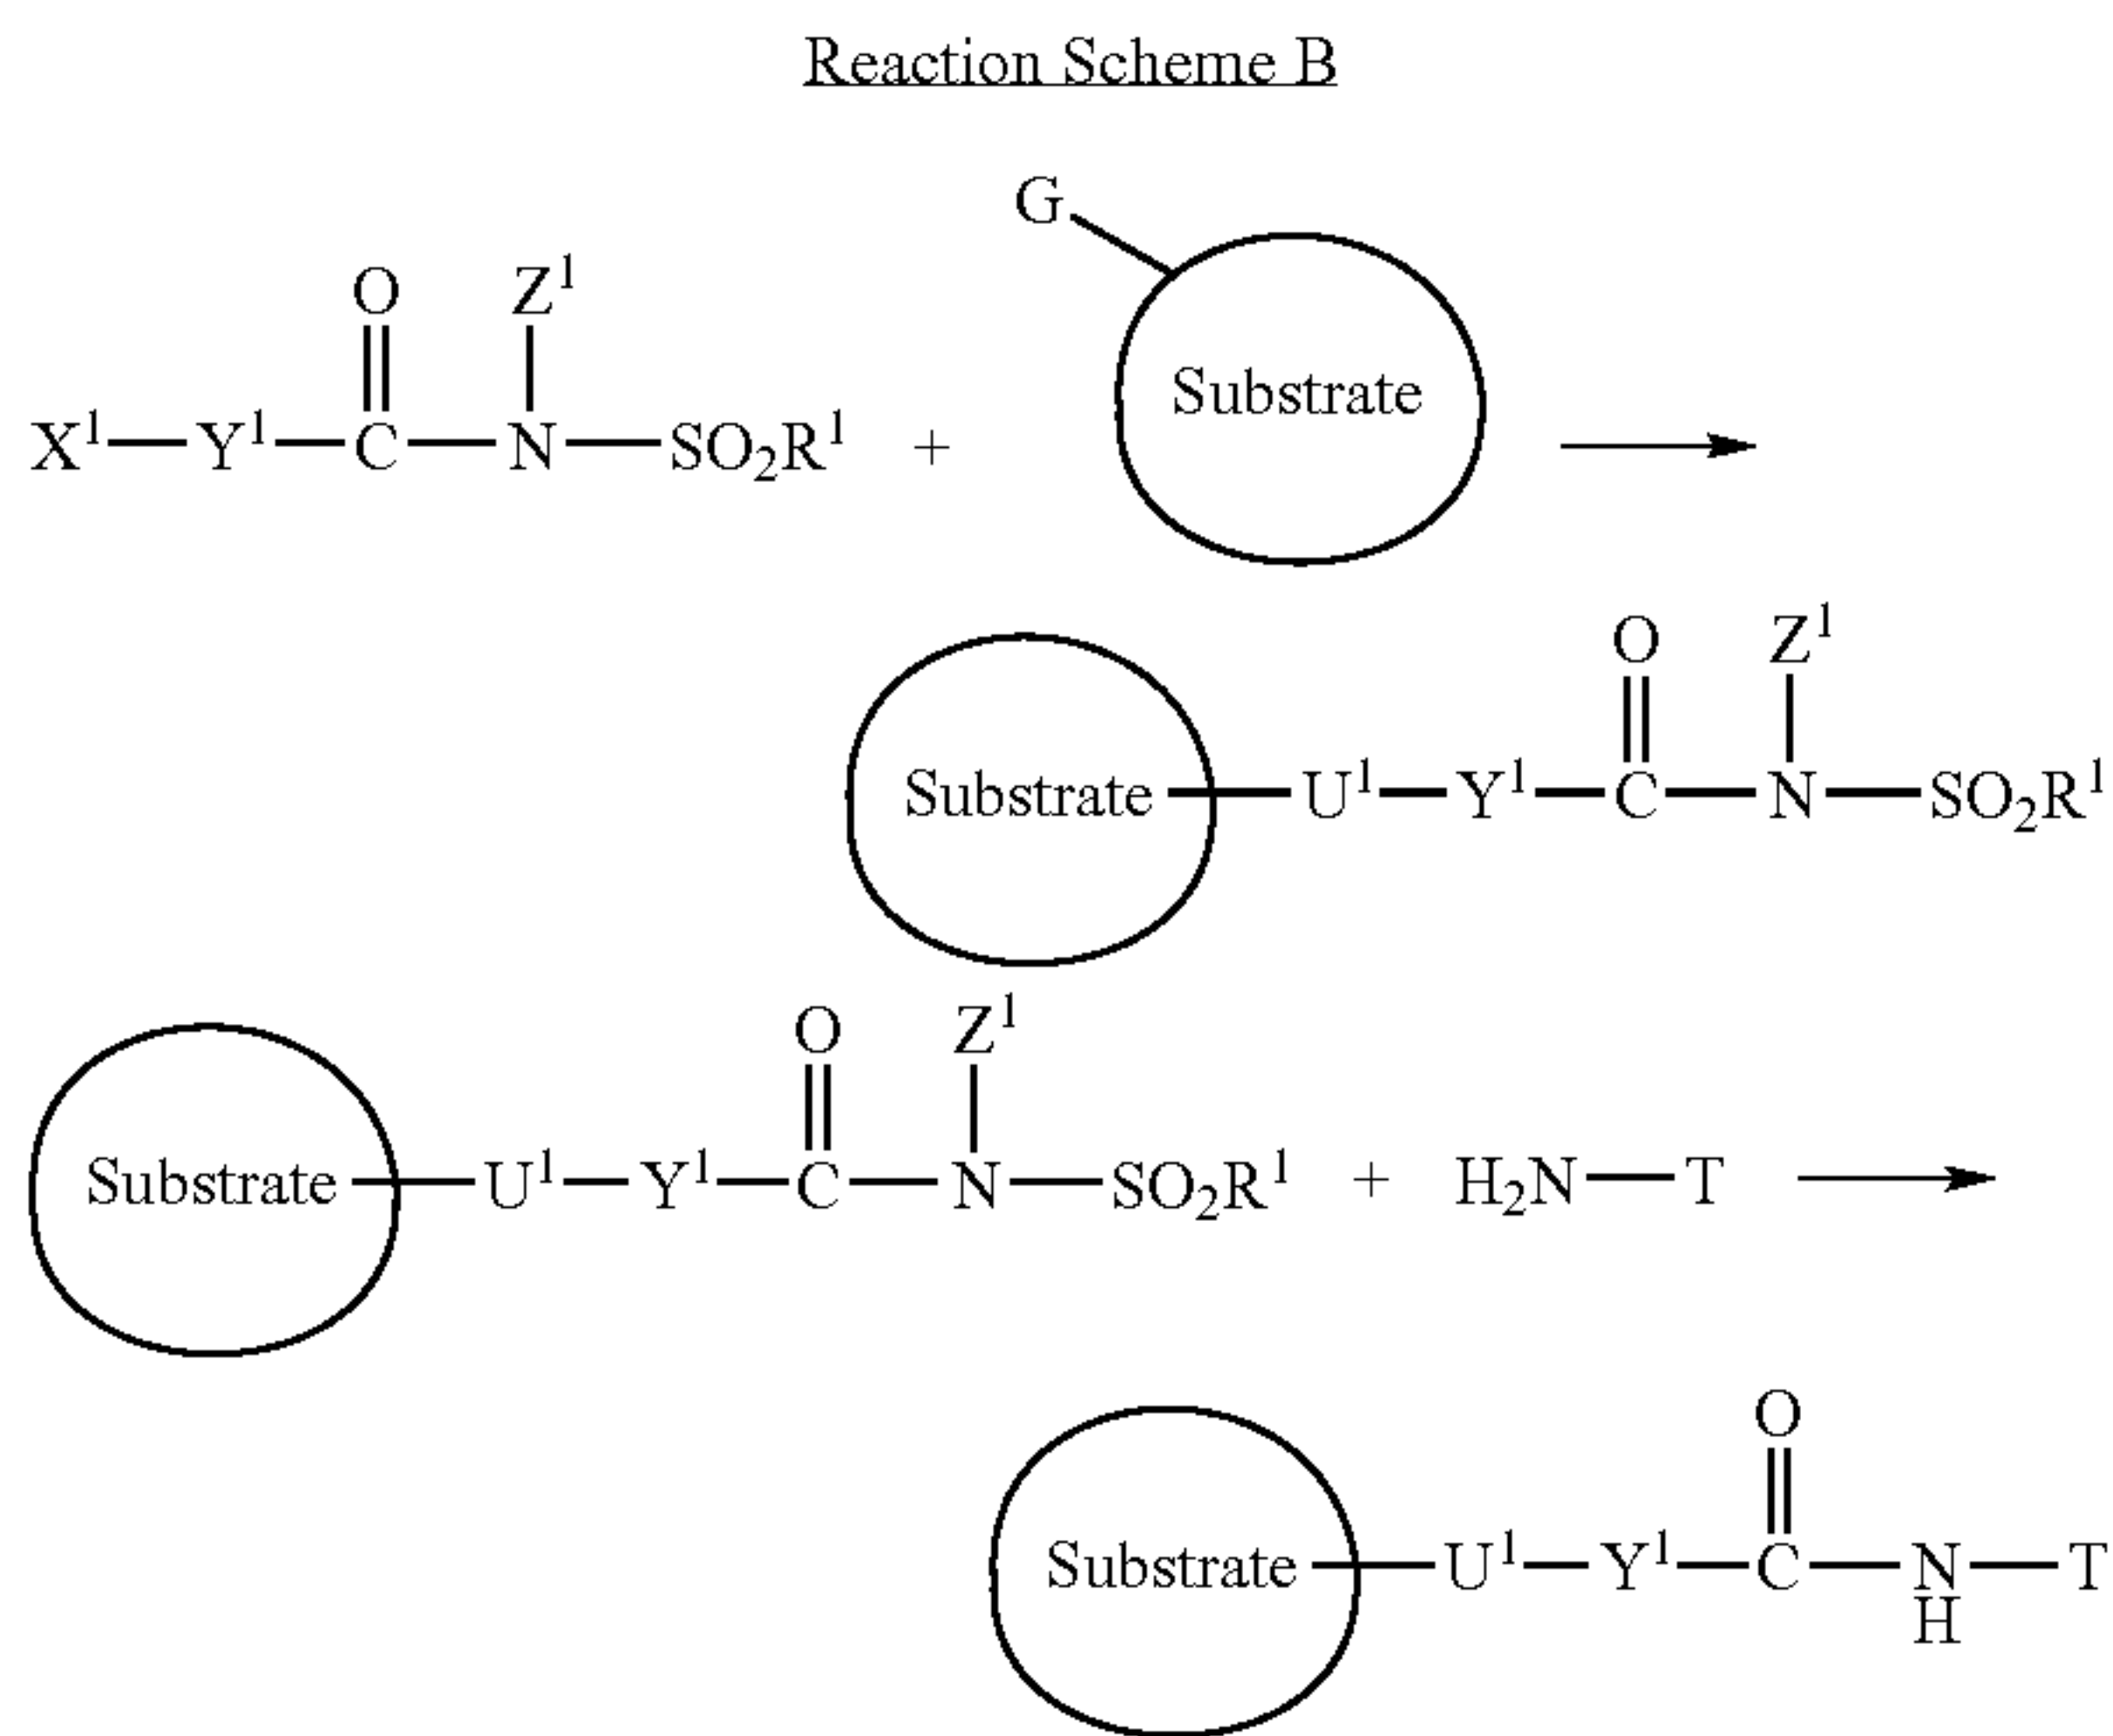 Reaction Scheme B
G
O Z¹
Substrate
X¹—Y¹—C—N—SO₂R¹ +
O Z¹
Substrate—U¹—Y¹—C—N—SO₂R¹
O Z¹
Substrate—U¹—Y¹—C—N—SO₂R¹ + H₂N—T
O
Substrate—U¹—Y¹—C—N—T
H